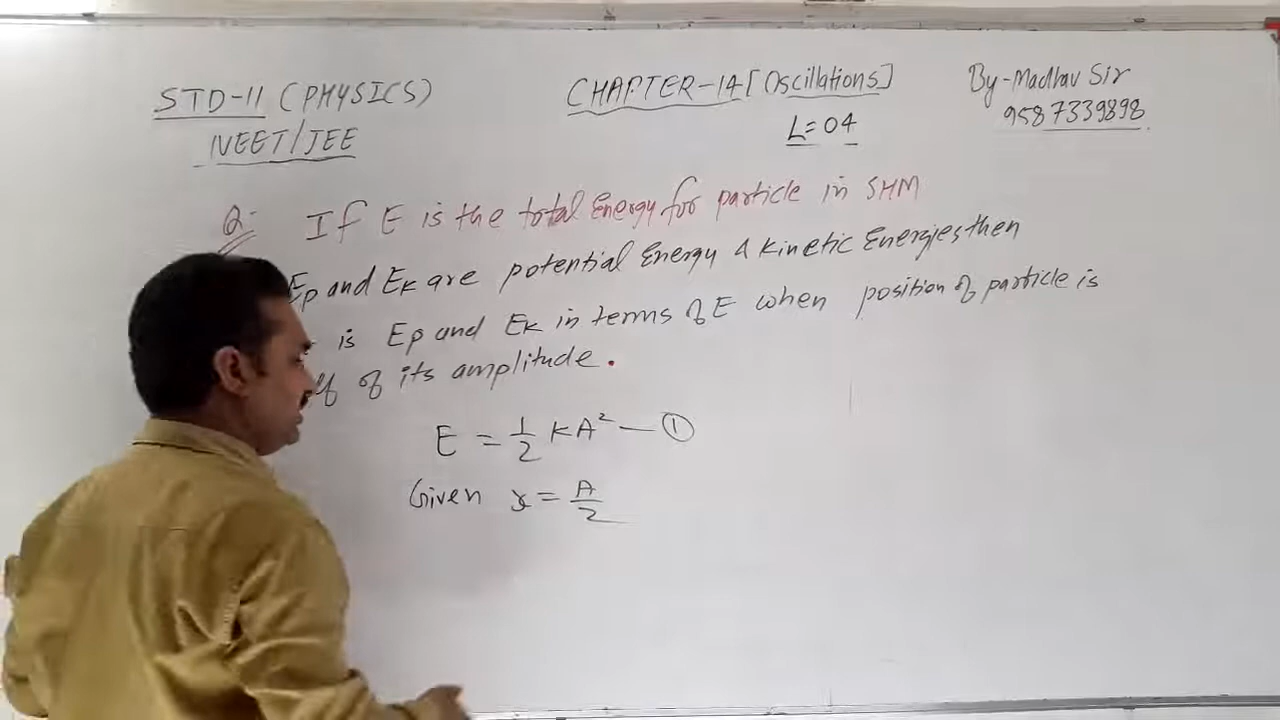 STD-11 (PHYSICS)
NEET/JEE
CHAPTER-14 [Oscillations]
L=04
By-Madhav Sir
9587339898
Q:- If E is the total Energy for particle in SHM
Ep and EK are potential Energy & kinetic Energies then
is Ep and EK in terms of E when position of particle is
of its amplitude.
E = 1/2 KA² — ①
Given x = A/2